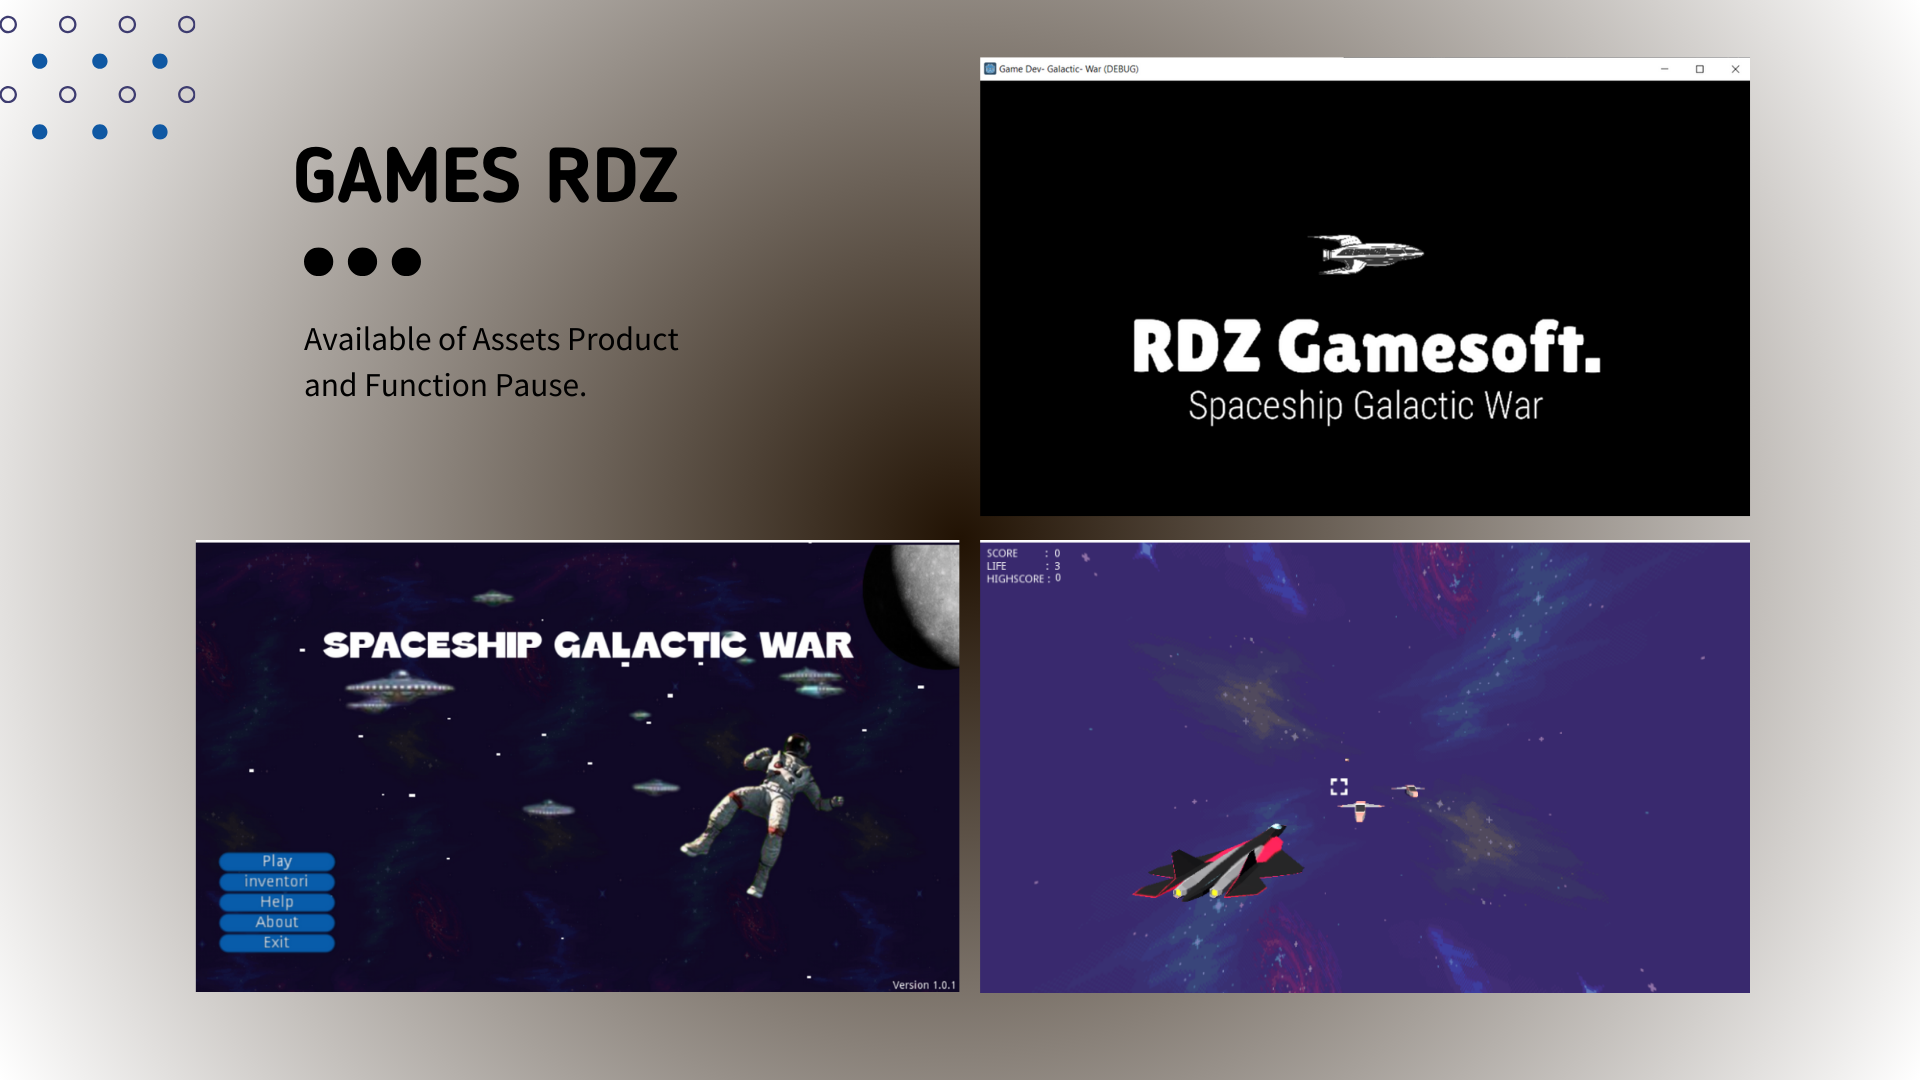 GAMES RDZ
Available of Assets Product
and Function Pause.
Game Dev- Galactic- War (DEBUG)
RDZ Gamesoft.
Spaceship Galactic War
SPACESHIP GALACTIC WAR
Play
inventori
Help
About
Exit
Version 1.0.1
SCORE : 0
LIFE : 3
HIGHSCORE : 0